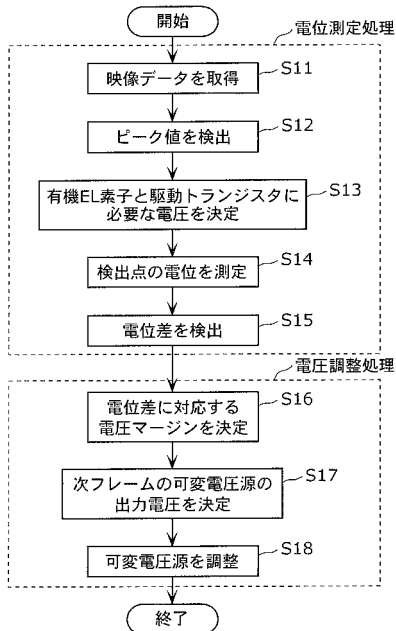 開始
電位測定処理
映像データを取得
S11
ピーク値を検出
S12
有機EL素子と駆動トランジスタに
必要な電圧を決定
S13
検出点の電位を測定
S14
電位差を検出
S15
電圧調整処理
電位差に対応する
電圧マージンを決定
S16
次フレームの可変電圧源の
出力電圧を決定
S17
可変電圧源を調整
S18
終了